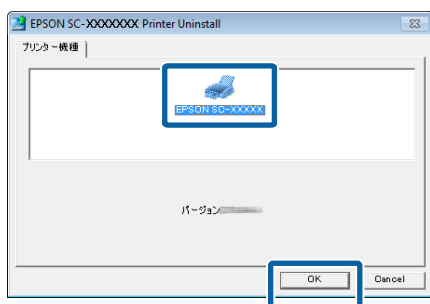 EPSON SC-XXXXXXX Printer Uninstall
プリンター機種
EPSON SC-XXXXX
バージョン
OK
Cancel